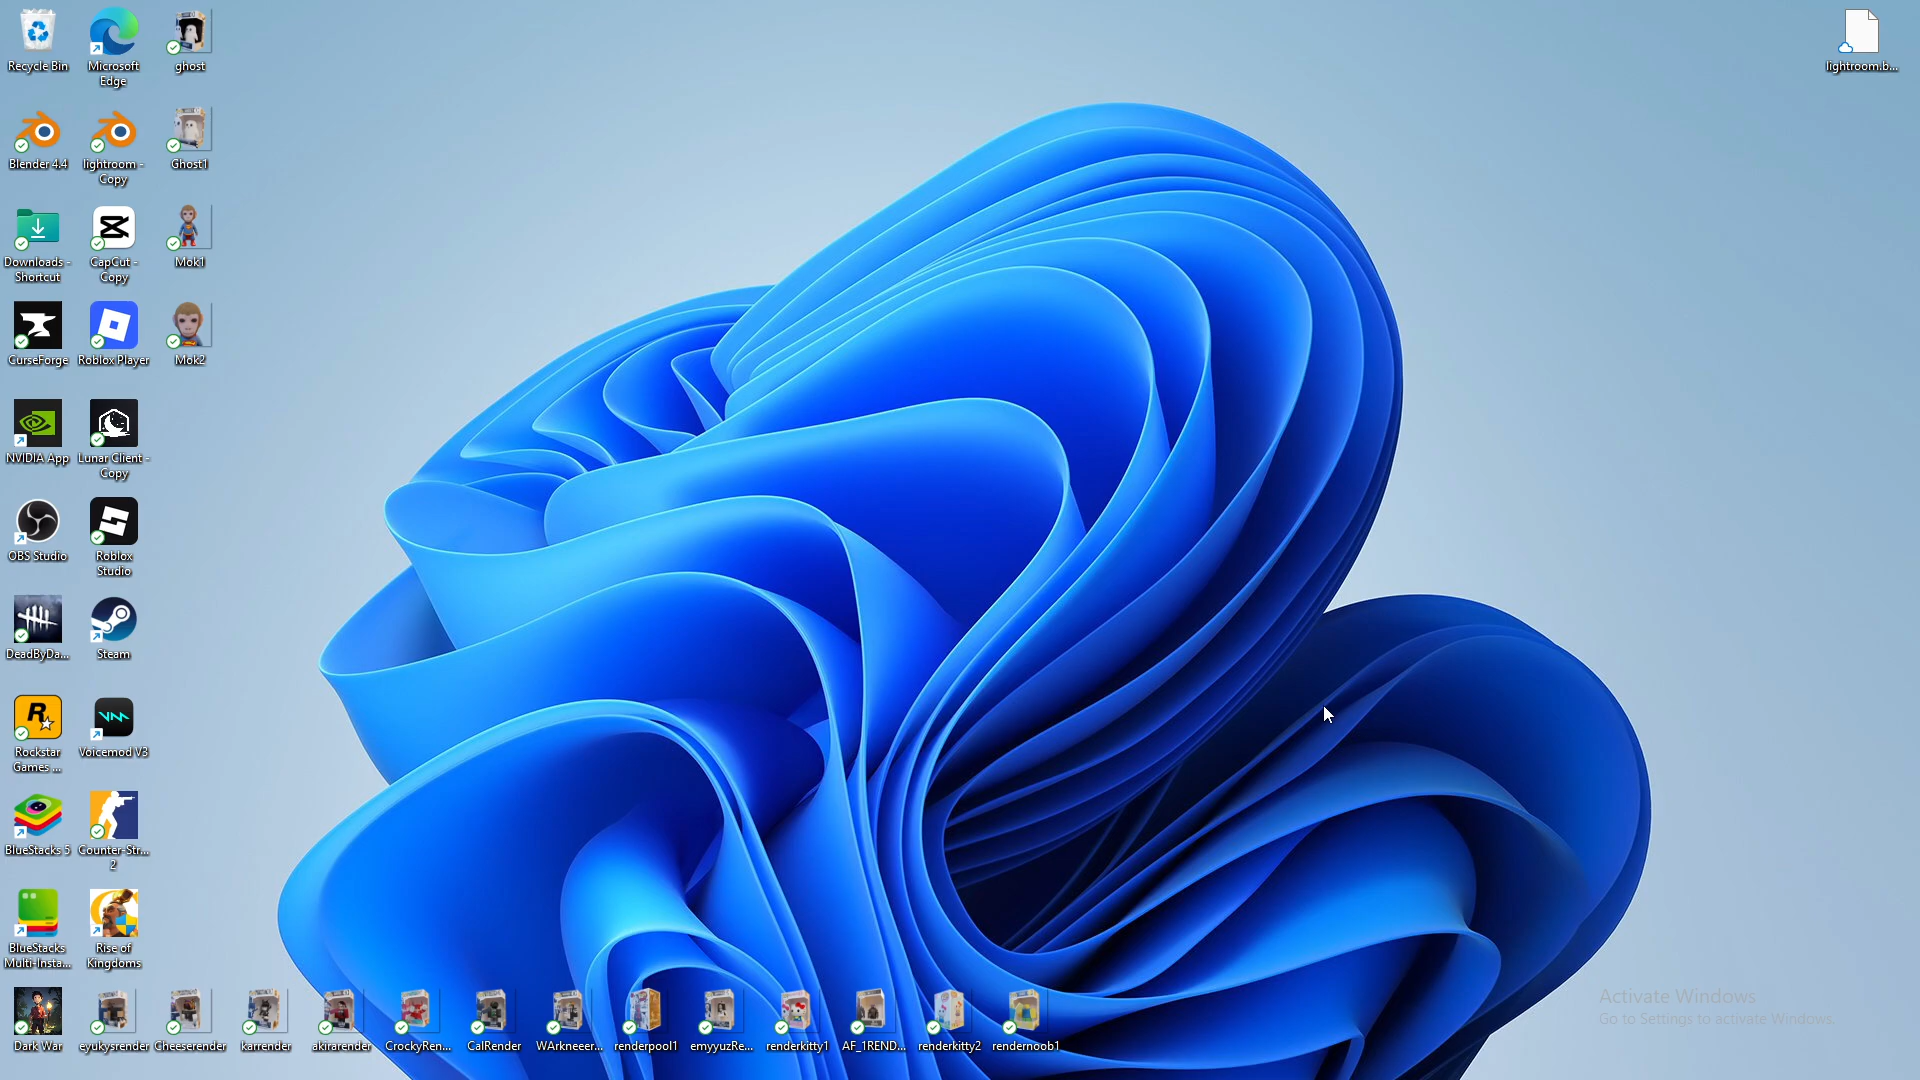 Recycle Bin
Microsoft
Edge
ghost
lightroom.b...
Blender 4.4
lightroom -
Copy
Ghost1
Downloads -
Shortcut
CapCut -
Copy
Mok1
CurseForge
Roblox Player
Mok2
NVIDIA App
Lunar Client -
Copy
OBS Studio
Roblox
Studio
DeadByDa...
Steam
Rockstar
Games ...
Voicemod V3
BlueStacks 5
Counter-Str...
2
BlueStacks
Multi-Insta...
Rise of
Kingdoms
Dark War
eyukysrender
Cheeserender
karrender
akirarender
CrockyRen...
CalRender
WArkneeer...
renderpool1
emyyuzRe...
renderkitty1
AF_1REND...
renderkitty2
rendernoob1
Activate Windows
Go to Settings to activate Windows.